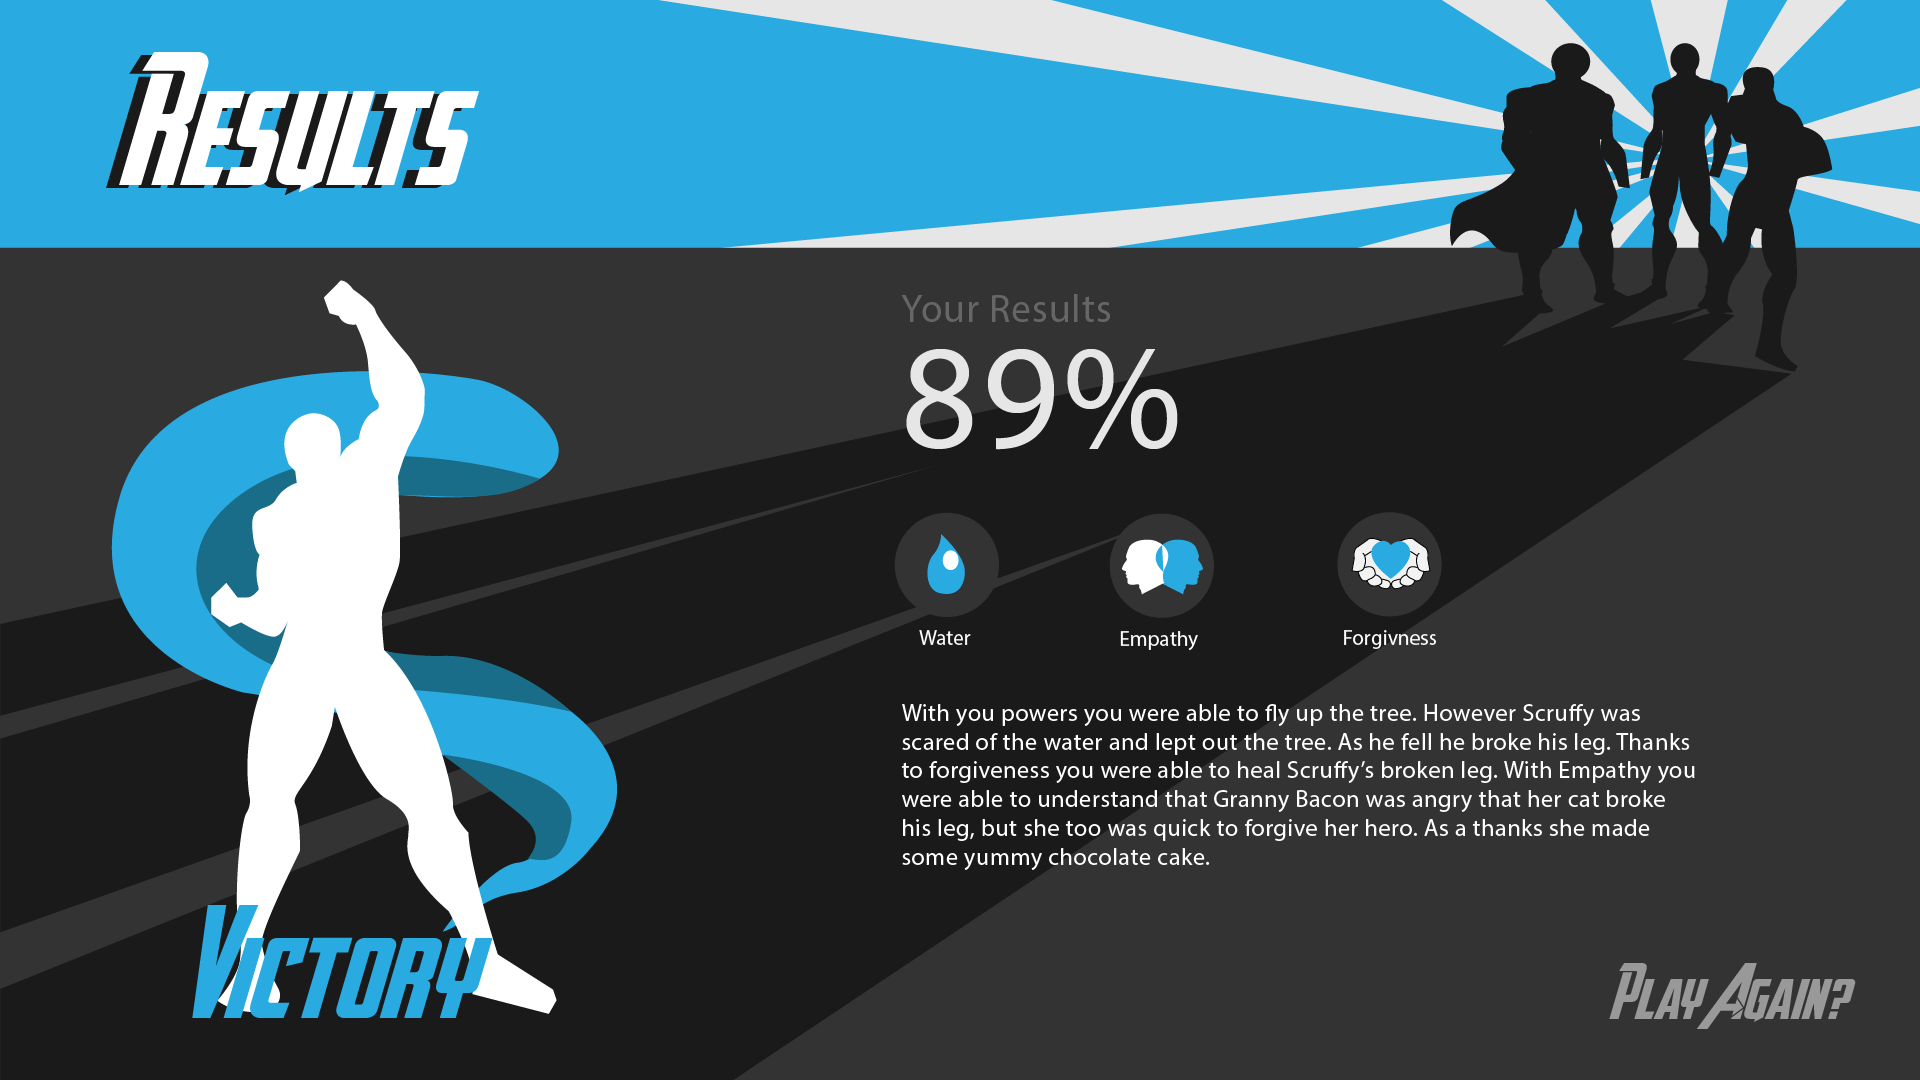 Results
Your Results
89%
Water
Empathy
Forgivness
With you powers you were able to fly up the tree. However Scruffy was
scared of the water and lept out the tree. As he fell he broke his leg. Thanks
to forgiveness you were able to heal Scruffy’s broken leg. With Empathy you
were able to understand that Granny Bacon was angry that her cat broke
his leg, but she too was quick to forgive her hero. As a thanks she made
some yummy chocolate cake.
Victory
Play Again?